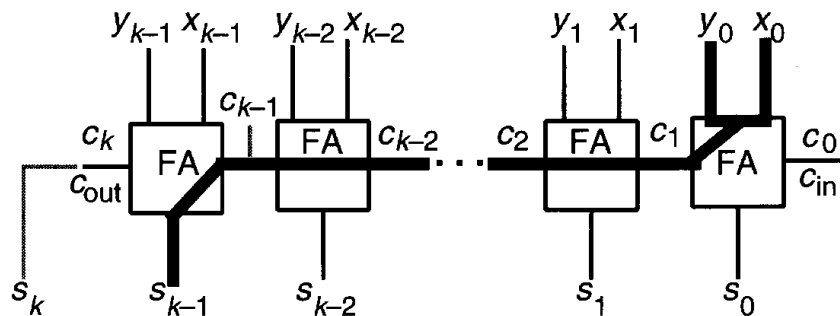 y_{k–1} x_{k–1} y_{k–2} x_{k–2} y_1 x_1 y_0 x_0
c_k FA c_{k–1} FA c_{k–2} · · · c_2 FA c_1 FA c_0
c_out c_in
s_k s_{k–1} s_{k–2} s_1 s_0